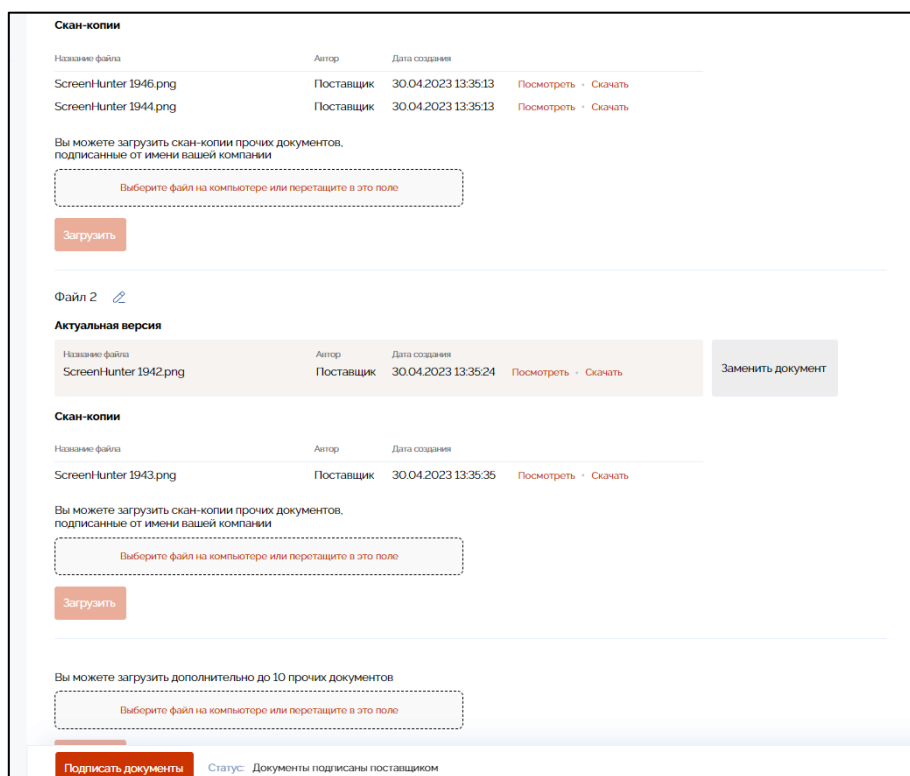 Скан-копии
Название файла Автор Дата создания
ScreenHunter 1946.png Поставщик 30.04.2023 13:35:13 Посмотреть • Скачать
ScreenHunter 1944.png Поставщик 30.04.2023 13:35:13 Посмотреть • Скачать
Вы можете загрузить скан-копии прочих документов,
подписанные от имени вашей компании
Выберите файл на компьютере или перетащите в это поле
Загрузить
Файл 2
Актуальная версия
Название файла Автор Дата создания
ScreenHunter 1942.png Поставщик 30.04.2023 13:35:24 Посмотреть • Скачать
Заменить документ
Скан-копии
Название файла Автор Дата создания
ScreenHunter 1943.png Поставщик 30.04.2023 13:35:35 Посмотреть • Скачать
Вы можете загрузить скан-копии прочих документов,
подписанные от имени вашей компании
Выберите файл на компьютере или перетащите в это поле
Загрузить
Вы можете загрузить дополнительно до 10 прочих документов
Выберите файл на компьютере или перетащите в это поле
Подписать документы Статус: Документы подписаны поставщиком